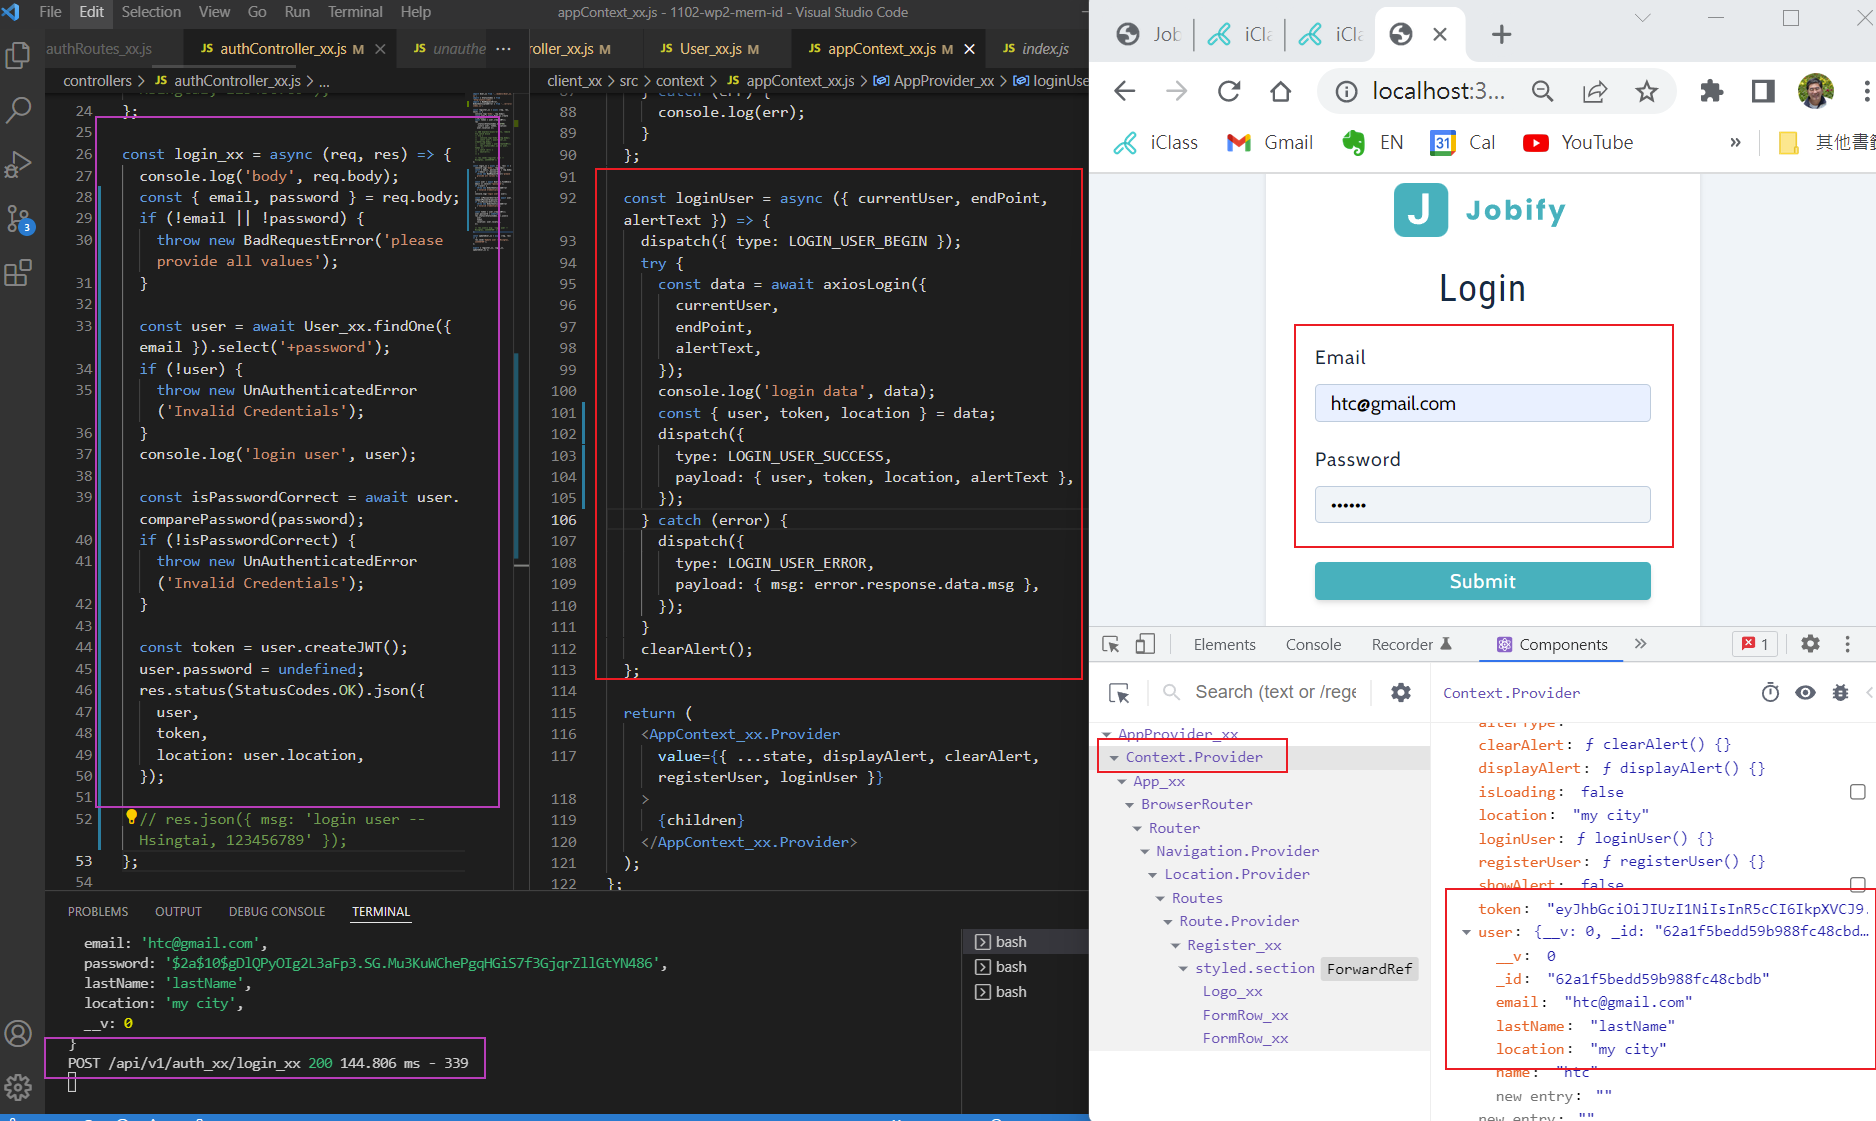 File Edit Selection View Go Run Terminal Help
appContext_xx.js - 1102-wp2-mern-id - Visual Studio Code
authRoutes_xx.js
JS authController_xx.js M
JS unauthe ...
roller_xx.js M
JS User_xx.js M
JS appContext_xx.js M
JS index.js
controllers > JS authController_xx.js > ...
24 };
25
26 const login_xx = async (req, res) => {
27 console.log('body', req.body);
28 const { email, password } = req.body;
29 if (!email || !password) {
30 throw new BadRequestError('please
provide all values');
31 }
32
33 const user = await User_xx.findOne({
email }).select('+password');
34 if (!user) {
35 throw new UnAuthenticatedError
('Invalid Credentials');
36 }
37 console.log('login user', user);
38
39 const isPasswordCorrect = await user.
comparePassword(password);
40 if (!isPasswordCorrect) {
41 throw new UnAuthenticatedError
('Invalid Credentials');
42 }
43
44 const token = user.createJWT();
45 user.password = undefined;
46 res.status(StatusCodes.OK).json({
47 user,
48 token,
49 location: user.location,
50 });
51
52 // res.json({ msg: 'login user --
Hsingtai, 123456789' });
53 };
54
client_xx > src > context > JS appContext_xx.js > AppProvider_xx > loginUse
88 console.log(err);
89 }
90 };
91
92 const loginUser = async ({ currentUser, endPoint,
alertText }) => {
93 dispatch({ type: LOGIN_USER_BEGIN });
94 try {
95 const data = await axiosLogin({
96 currentUser,
97 endPoint,
98 alertText,
99 });
100 console.log('login data', data);
101 const { user, token, location } = data;
102 dispatch({
103 type: LOGIN_USER_SUCCESS,
104 payload: { user, token, location, alertText },
105 });
106 } catch (error) {
107 dispatch({
108 type: LOGIN_USER_ERROR,
109 payload: { msg: error.response.data.msg },
110 });
111 }
112 clearAlert();
113 };
114
115 return (
116 <AppContext_xx.Provider
117 value={{ ...state, displayAlert, clearAlert,
registerUser, loginUser }}
118 >
119 {children}
120 </AppContext_xx.Provider>
121 );
122 };
3
PROBLEMS OUTPUT DEBUG CONSOLE TERMINAL
email: 'htc@gmail.com',
password: '$2a$10$gDlQPyOIg2L3aFp3.SG.Mu3KuWChePgqHGiS7f3GjqrZllGtYN486',
lastName: 'lastName',
location: 'my city',
__v: 0
}
POST /api/v1/auth_xx/login_xx 200 144.806 ms - 339
bash
bash
bash
Job
iCla
iCla
localhost:3...
iClass
Gmail
EN
31 Cal
YouTube
»
其他書
J Jobify
Login
Email
htc@gmail.com
Password
••••••
Submit
Elements Console Recorder Components » 1
Search (text or /rege
Context.Provider
AppProvider_xx
Context.Provider
App_xx
BrowserRouter
Router
Navigation.Provider
Location.Provider
Routes
Route.Provider
Register_xx
styled.section ForwardRef
Logo_xx
FormRow_xx
FormRow_xx
clearAlert: ƒ clearAlert() {}
displayAlert: ƒ displayAlert() {}
isLoading: false
location: "my city"
loginUser: ƒ loginUser() {}
registerUser: ƒ registerUser() {}
showAlert: false
token: "eyJhbGciOiJIUzI1NiIsInR5cCI6IkpXVCJ9.
user: {__v: 0, _id: "62a1f5bedd59b988fc48cbd...
__v: 0
_id: "62a1f5bedd59b988fc48cbdb"
email: "htc@gmail.com"
lastName: "lastName"
location: "my city"
name: "htc"
new entry: ""
new entry: ""